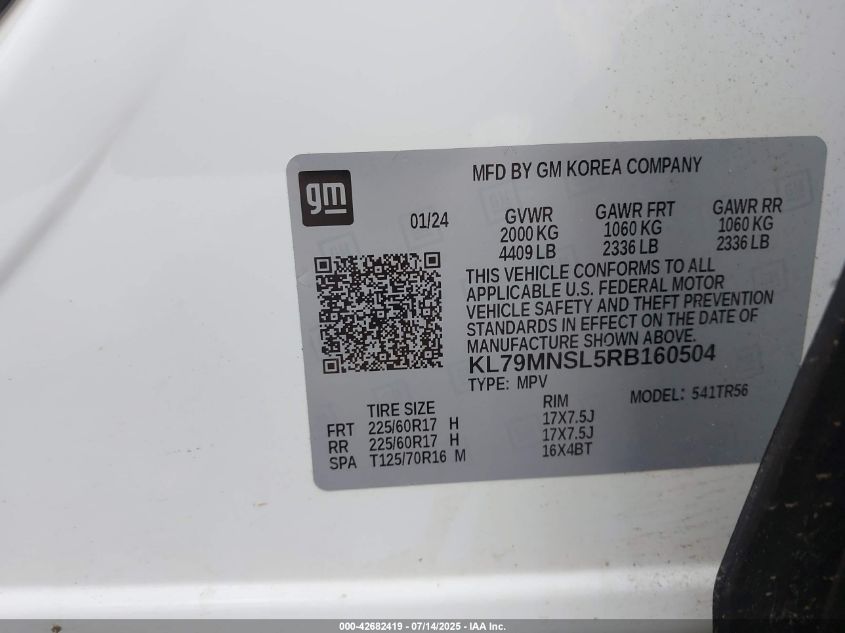 gm
MFD BY GM KOREA COMPANY
01/24
GVWR GAWR FRT GAWR RR
2000 KG 1060 KG 1060 KG
4409 LB 2336 LB 2336 LB
THIS VEHICLE CONFORMS TO ALL
APPLICABLE U.S. FEDERAL MOTOR
VEHICLE SAFETY AND THEFT PREVENTION
STANDARDS IN EFFECT ON THE DATE OF
MANUFACTURE SHOWN ABOVE.
KL79MNSL5RB160504
TYPE: MPV
MODEL: 541TR56
TIRE SIZE RIM
FRT 225/60R17 H 17X7.5J
RR 225/60R17 H 17X7.5J
SPA T125/70R16 M 16X4BT
000-42682419 - 07/14/2025 - IAA Inc.